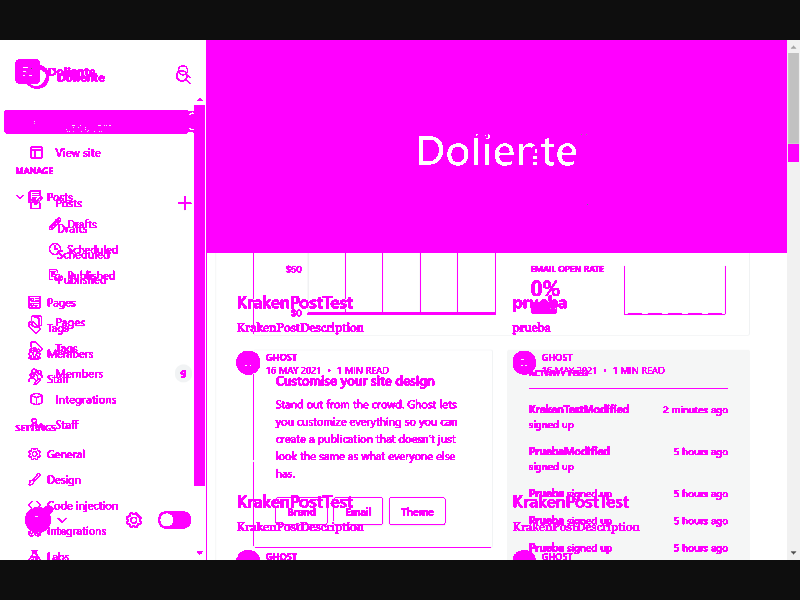 Doliente
Doliente
View site
MANAGE
Posts
Posts
Drafts
Drafts
Scheduled
Scheduled
Published
Published
Pages
Pages
Tags
Tags
Members
Members
9
Staff
Integrations
Staff
SETTINGS
General
Design
Code injection
Integrations
Labs
Doliente
$50
$0
EMAIL OPEN RATE
0%
KrakenPostTest
KrakenPostDescription
prueba
prueba
GHOST
16 MAY 2021 • 1 MIN READ
Customise your site design
Stand out from the crowd. Ghost lets
you customize everything so you can
create a publication that doesn't just
look the same as what everyone else
has.
Brand
Email
Theme
KrakenPostTest
KrakenPostDescription
GHOST
GHOST
16 MAY 2021 • 1 MIN READ
KrakenTestModified
2 minutes ago
signed up
PruebaModified
5 hours ago
signed up
Prueba signed up
5 hours ago
KrakenPostTest
Prueba signed up
5 hours ago
KrakenPostDescription
Prueba signed up
5 hours ago
GHOST